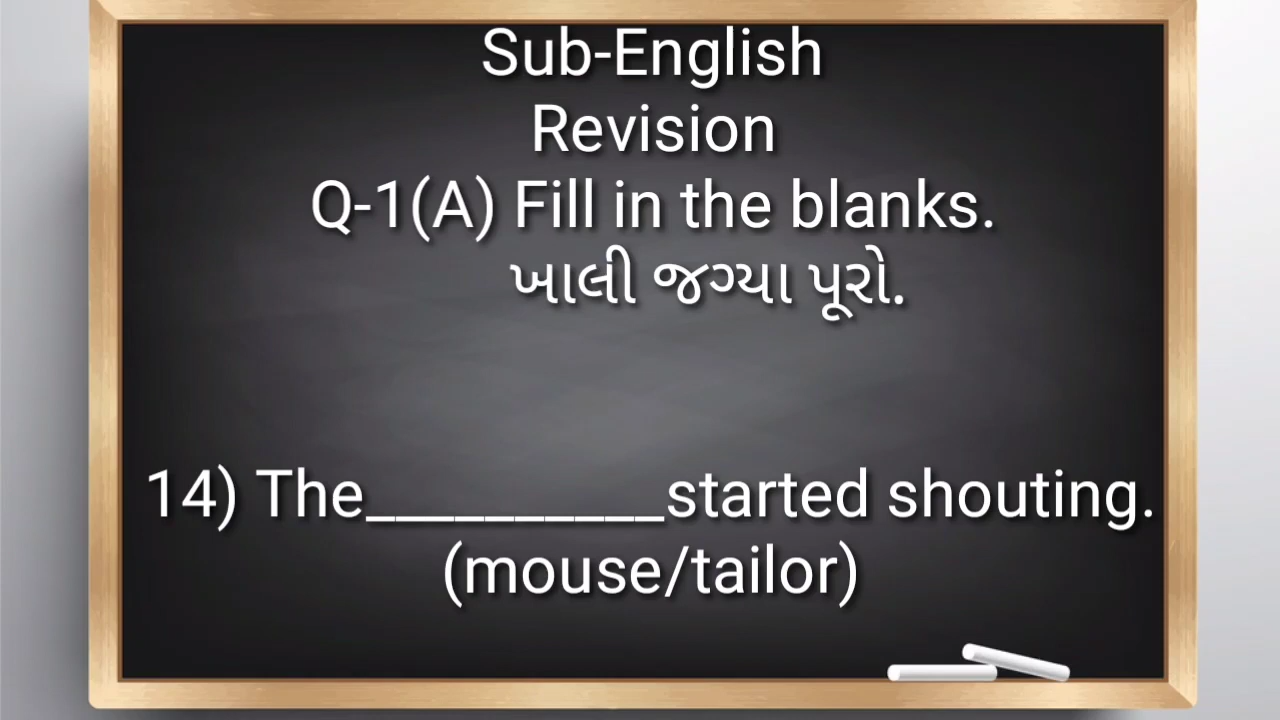 Sub-English
Revision
Q-1(A) Fill in the blanks.
ખાલી જગ્યા પૂરો.
14) The__________started shouting.
(mouse/tailor)